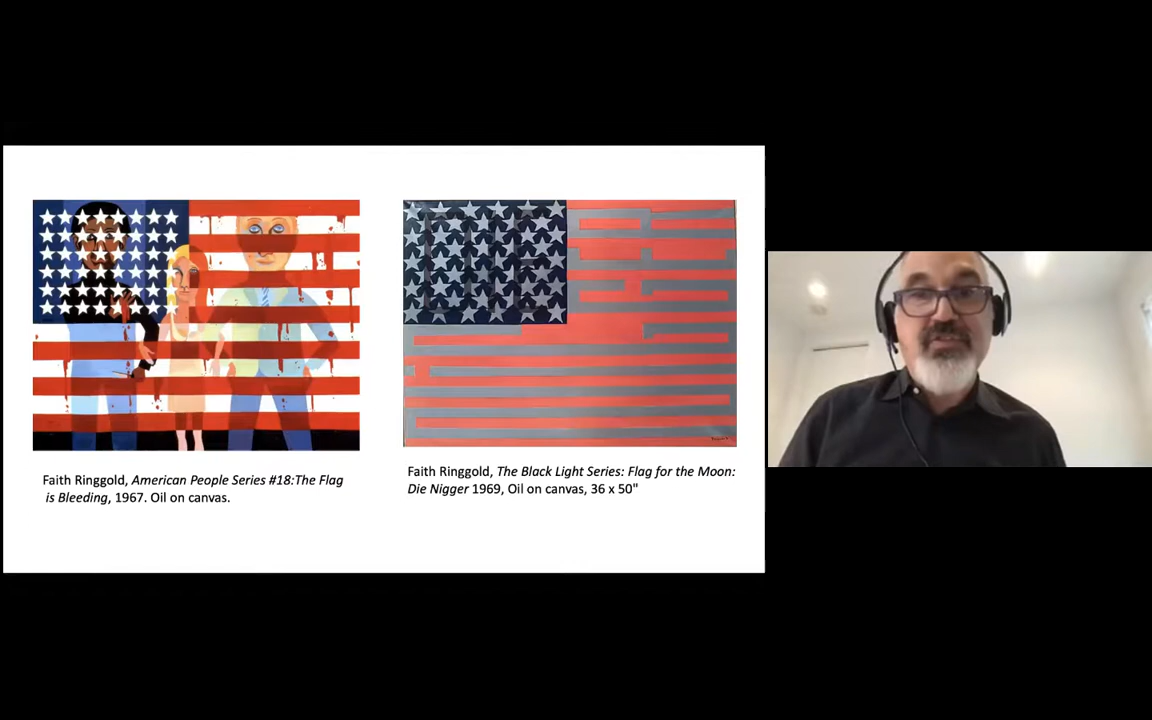 Faith Ringgold, American People Series #18:The Flag
is Bleeding, 1967. Oil on canvas.
Faith Ringgold, The Black Light Series: Flag for the Moon:
Die Nigger 1969, Oil on canvas, 36 x 50"